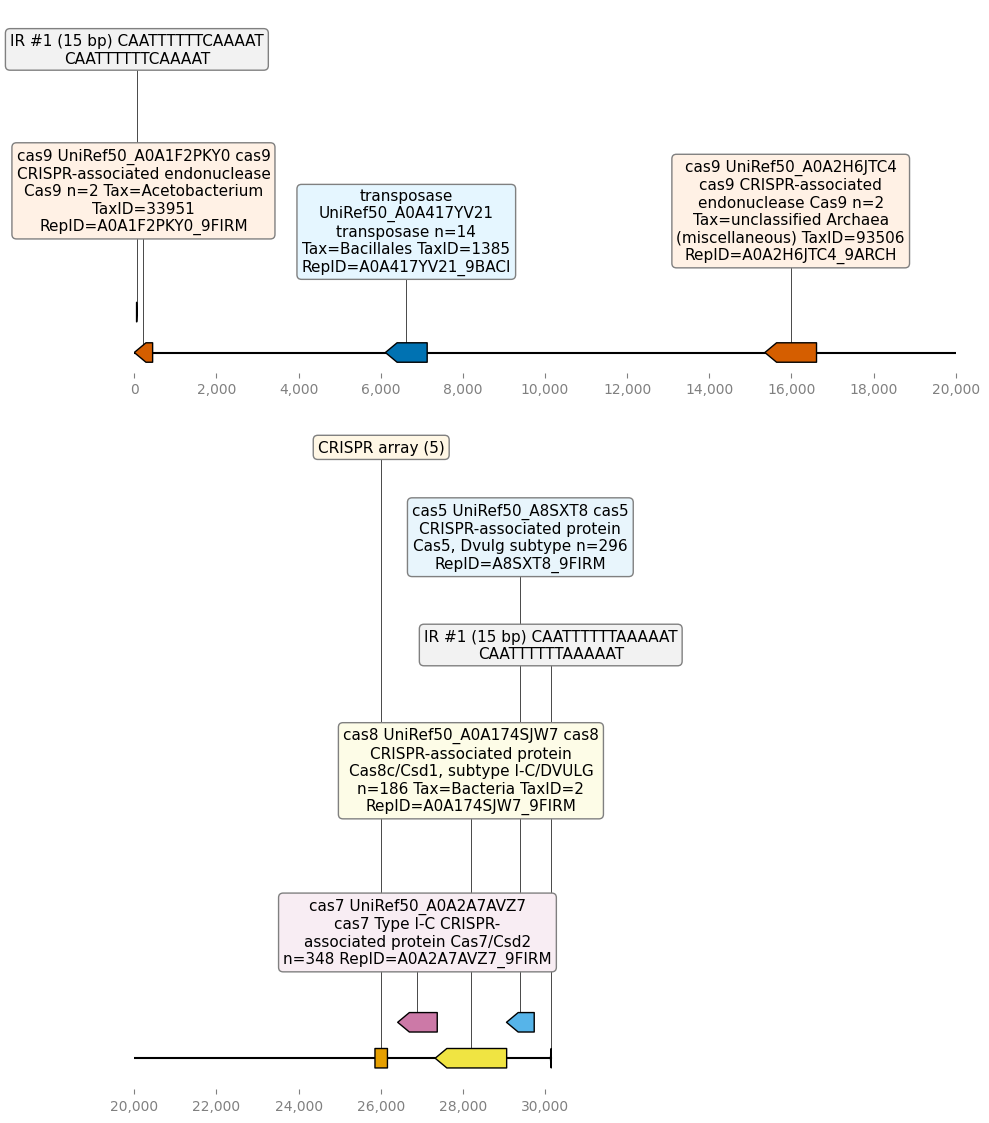 IR #1 (15 bp) CAATTTTTTCAAAAT
CAATTTTTTCAAAAT
cas9 UniRef50_A0A1F2PKY0 cas9
CRISPR-associated endonuclease
Cas9 n=2 Tax=Acetobacterium
TaxID=33951
RepID=A0A1F2PKY0_9FIRM
transposase
UniRef50_A0A417YV21
transposase n=14
Tax=Bacillales TaxID=1385
RepID=A0A417YV21_9BACI
cas9 UniRef50_A0A2H6JTC4
cas9 CRISPR-associated
endonuclease Cas9 n=2
Tax=unclassified Archaea
(miscellaneous) TaxID=93506
RepID=A0A2H6JTC4_9ARCH
0 2,000 4,000 6,000 8,000 10,000 12,000 14,000 16,000 18,000 20,000
CRISPR array (5)
cas5 UniRef50_A8SXT8 cas5
CRISPR-associated protein
Cas5, Dvulg subtype n=296
RepID=A8SXT8_9FIRM
IR #1 (15 bp) CAATTTTTTAAAAAT
CAATTTTTTAAAAAT
cas8 UniRef50_A0A174SJW7 cas8
CRISPR-associated protein
Cas8c/Csd1, subtype I-C/DVULG
n=186 Tax=Bacteria TaxID=2
RepID=A0A174SJW7_9FIRM
cas7 UniRef50_A0A2A7AVZ7
cas7 Type I-C CRISPR-
associated protein Cas7/Csd2
n=348 RepID=A0A2A7AVZ7_9FIRM
20,000 22,000 24,000 26,000 28,000 30,000